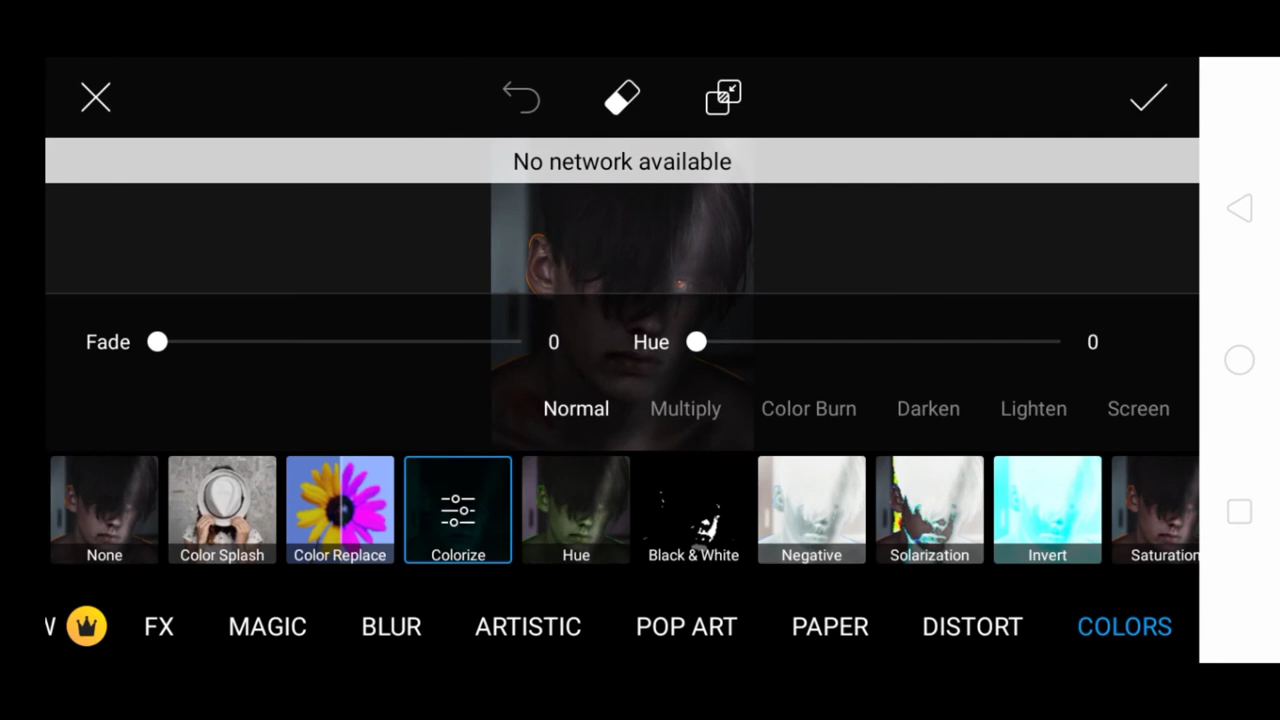 No network available
Fade 0 Hue 0
Normal Multiply Color Burn Darken Lighten Screen
None Color Splash Color Replace Colorize Hue Black & White Negative Solarization Invert Saturation
W FX MAGIC BLUR ARTISTIC POP ART PAPER DISTORT COLORS